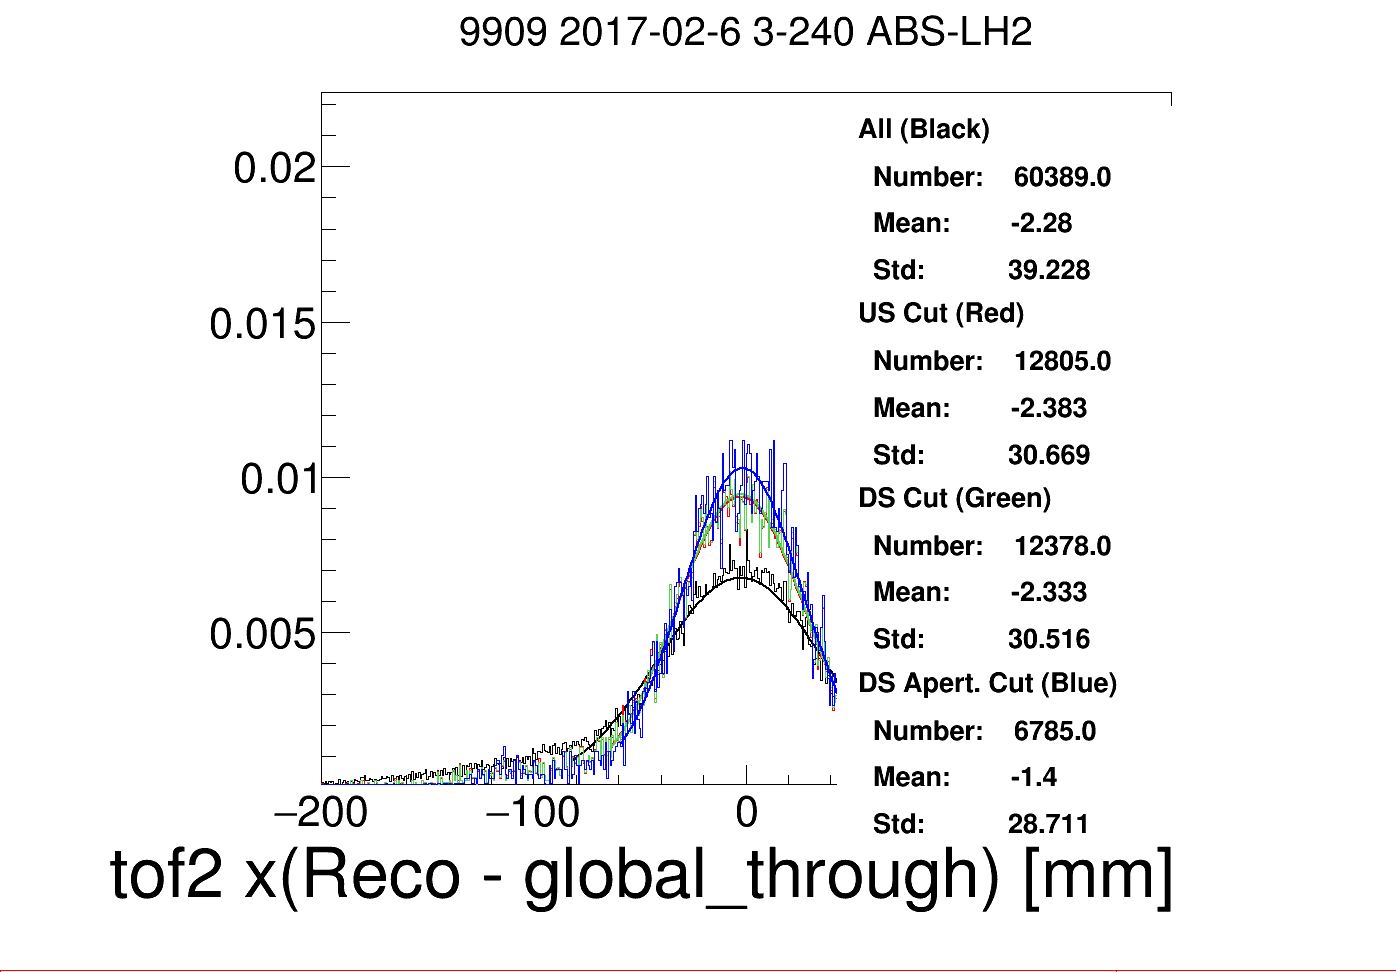 9909 2017-02-6 3-240 ABS-LH2
All (Black)
Number: 60389.0
Mean: -2.28
Std: 39.228
US Cut (Red)
Number: 12805.0
Mean: -2.383
Std: 30.669
DS Cut (Green)
Number: 12378.0
Mean: -2.333
Std: 30.516
DS Apert. Cut (Blue)
Number: 6785.0
Mean: -1.4
Std: 28.711
0.02
0.015
0.01
0.005
−200 −100 0
tof2 x(Reco - global_through) [mm]